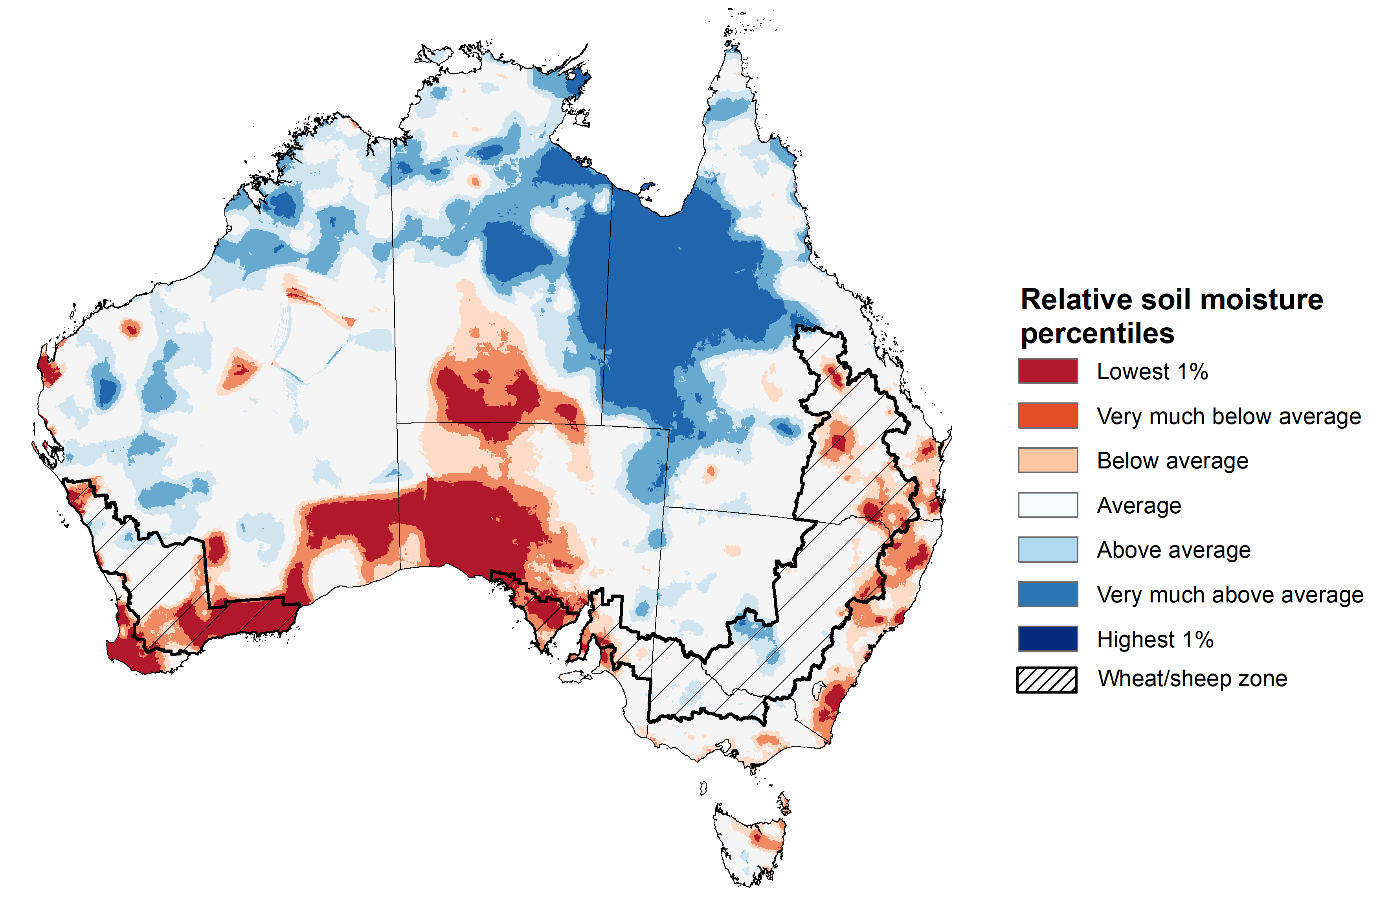 Relative soil moisture
percentiles
Lowest 1%
Very much below average
Below average
Average
Above average
Very much above average
Highest 1%
Wheat/sheep zone